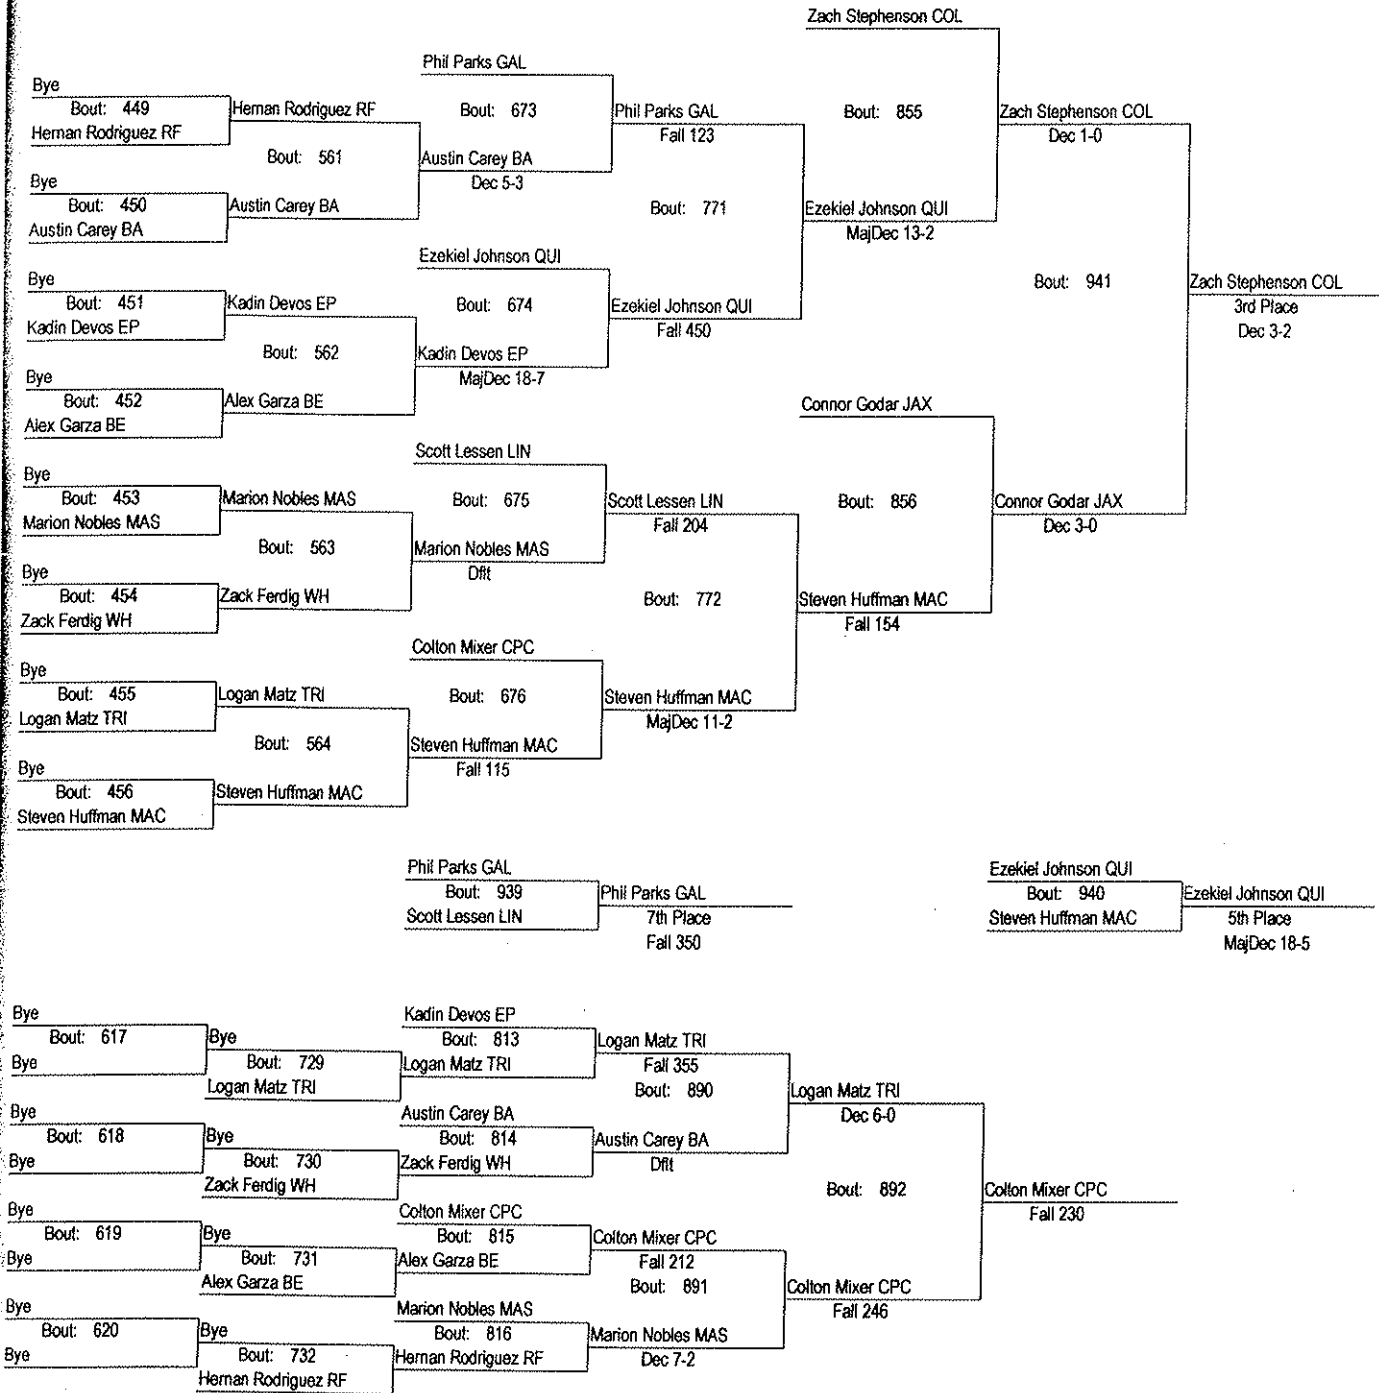 Zach Stephenson COL
Phil Parks GAL
Bye
Bout: 449
Hernan Rodriguez RF
Hernan Rodriguez RF
Bout: 673
Phil Parks GAL
Fall 123
Bout: 855
Zach Stephenson COL
Dec 1-0
Bout: 561
Austin Carey BA
Dec 5-3
Bye
Bout: 450
Austin Carey BA
Austin Carey BA
Bout: 771
Ezekiel Johnson QUI
MajDec 13-2
Ezekiel Johnson QUI
Bye
Bout: 451
Kadin Devos EP
Kadin Devos EP
Bout: 674
Ezekiel Johnson QUI
Fall 450
Bout: 941
Zach Stephenson COL
3rd Place
Dec 3-2
Bout: 562
Kadin Devos EP
MajDec 18-7
Bye
Bout: 452
Alex Garza BE
Alex Garza BE
Connor Godar JAX
Scott Lessen LIN
Bye
Bout: 453
Marion Nobles MAS
Marion Nobles MAS
Bout: 675
Scott Lessen LIN
Fall 204
Bout: 856
Connor Godar JAX
Dec 3-0
Bout: 563
Marion Nobles MAS
Dflt
Bye
Bout: 454
Zack Ferdig WH
Zack Ferdig WH
Bout: 772
Steven Huffman MAC
Fall 154
Colton Mixer CPC
Bye
Bout: 455
Logan Matz TRI
Logan Matz TRI
Bout: 676
Steven Huffman MAC
MajDec 11-2
Bout: 564
Steven Huffman MAC
Fall 115
Bye
Bout: 456
Steven Huffman MAC
Steven Huffman MAC
Phil Parks GAL
Bout: 939
Scott Lessen LIN
Phil Parks GAL
7th Place
Fall 350
Ezekiel Johnson QUI
Bout: 940
Steven Huffman MAC
Ezekiel Johnson QUI
5th Place
MajDec 18-5
Bye
Bout: 617
Bye
Bye
Bout: 729
Logan Matz TRI
Kadin Devos EP
Bout: 813
Logan Matz TRI
Logan Matz TRI
Fall 355
Bout: 890
Logan Matz TRI
Dec 6-0
Bye
Bout: 618
Bye
Bye
Bout: 730
Zack Ferdig WH
Austin Carey BA
Bout: 814
Zack Ferdig WH
Austin Carey BA
Dflt
Bout: 892
Colton Mixer CPC
Fall 230
Bye
Bout: 619
Bye
Bye
Bout: 731
Alex Garza BE
Colton Mixer CPC
Bout: 815
Alex Garza BE
Colton Mixer CPC
Fall 212
Bout: 891
Colton Mixer CPC
Fall 246
Bye
Bout: 620
Bye
Bye
Bout: 732
Hernan Rodriguez RF
Marion Nobles MAS
Bout: 816
Hernan Rodriguez RF
Marion Nobles MAS
Dec 7-2